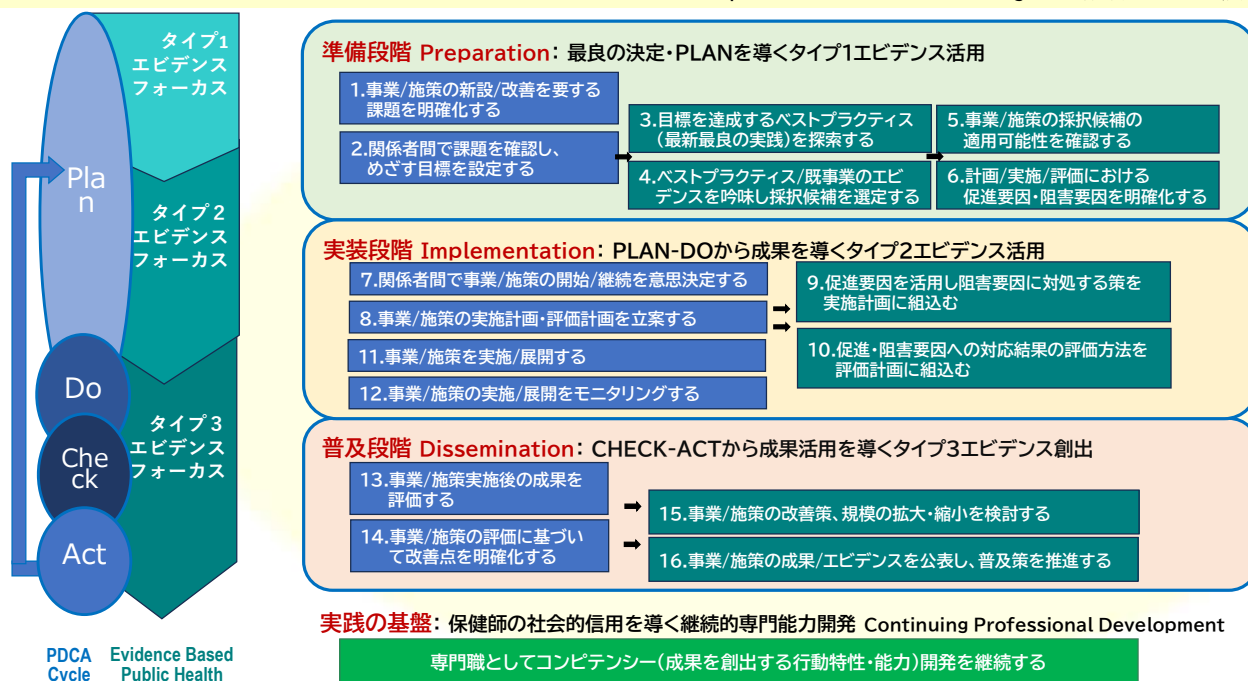 タイプ1
エビデンス
フォーカス
Pla
n
タイプ2
エビデンス
フォーカス
Do
タイプ3
エビデンス
フォーカス
Che
ck
Act
PDCA
Cycle
Evidence Based
Public Health
準備段階 Preparation: 最良の決定・PLANを導くタイプ1エビデンス活用
1.事業/施策の新設/改善を要する
課題を明確化する
2.関係者間で課題を確認し、
めざす目標を設定する
3.目標を達成するベストプラクティス
(最新最良の実践)を探索する
4.ベストプラクティス/既事業のエビ
デンスを吟味し採択候補を選定する
5.事業/施策の採択候補の
適用可能性を確認する
6.計画/実施/評価における
促進要因・阻害要因を明確化する
実装段階 Implementation: PLAN-DOから成果を導くタイプ2エビデンス活用
7.関係者間で事業/施策の開始/継続を意思決定する
8.事業/施策の実施計画・評価計画を立案する
11.事業/施策を実施/展開する
12.事業/施策の実施/展開をモニタリングする
9.促進要因を活用し阻害要因に対処する策を
実施計画に組込む
10.促進・阻害要因への対応結果の評価方法を
評価計画に組込む
普及段階 Dissemination: CHECK-ACTから成果活用を導くタイプ3エビデンス創出
13.事業/施策実施後の成果を
評価する
14.事業/施策の評価に基づい
て改善点を明確化する
15.事業/施策の改善策、規模の拡大・縮小を検討する
16.事業/施策の成果/エビデンスを公表し、普及策を推進する
実践の基盤: 保健師の社会的信用を導く継続的専門能力開発 Continuing Professional Development
専門職としてコンピテンシー(成果を創出する行動特性・能力)開発を継続する